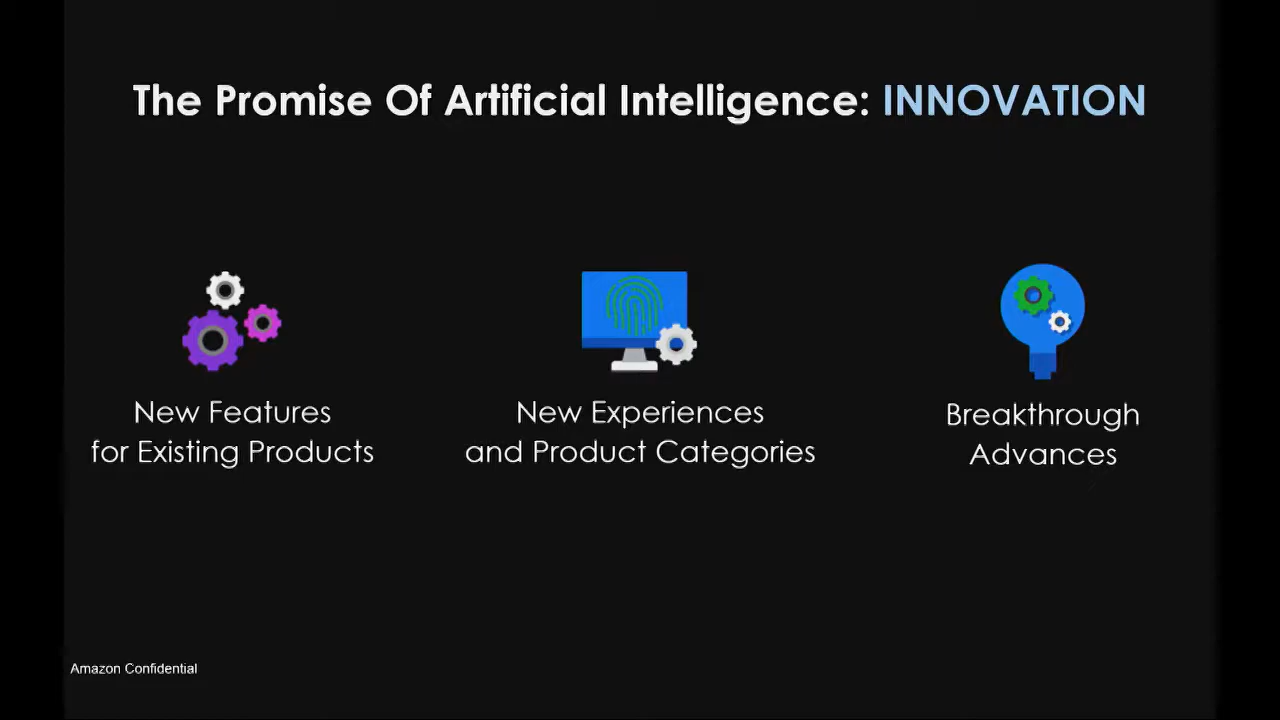 The Promise Of Artificial Intelligence: INNOVATION
New Features
for Existing Products
New Experiences
and Product Categories
Breakthrough
Advances
Amazon Confidential